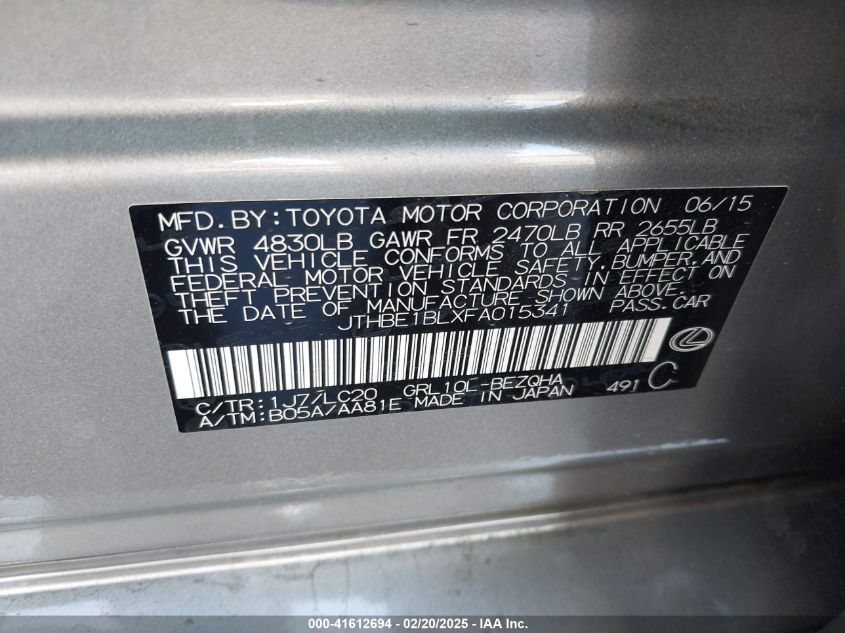 MFD. BY: TOYOTA MOTOR CORPORATION 06/15
GVWR 4830LB GAWR FR 2470LB RR 2655LB
THIS VEHICLE CONFORMS TO ALL APPLICABLE
FEDERAL MOTOR VEHICLE SAFETY, BUMPER, AND
THEFT PREVENTION STANDARDS IN EFFECT ON
THE DATE OF MANUFACTURE SHOWN ABOVE.
JTHBE1BLXFA015341 PASS. CAR
C/TR: 1J7/LC20 GRL10L-BEZQHA
A/TM: B05A/AA81E MADE IN JAPAN 491 C
000-41612694 - 02/20/2025 - IAA Inc.